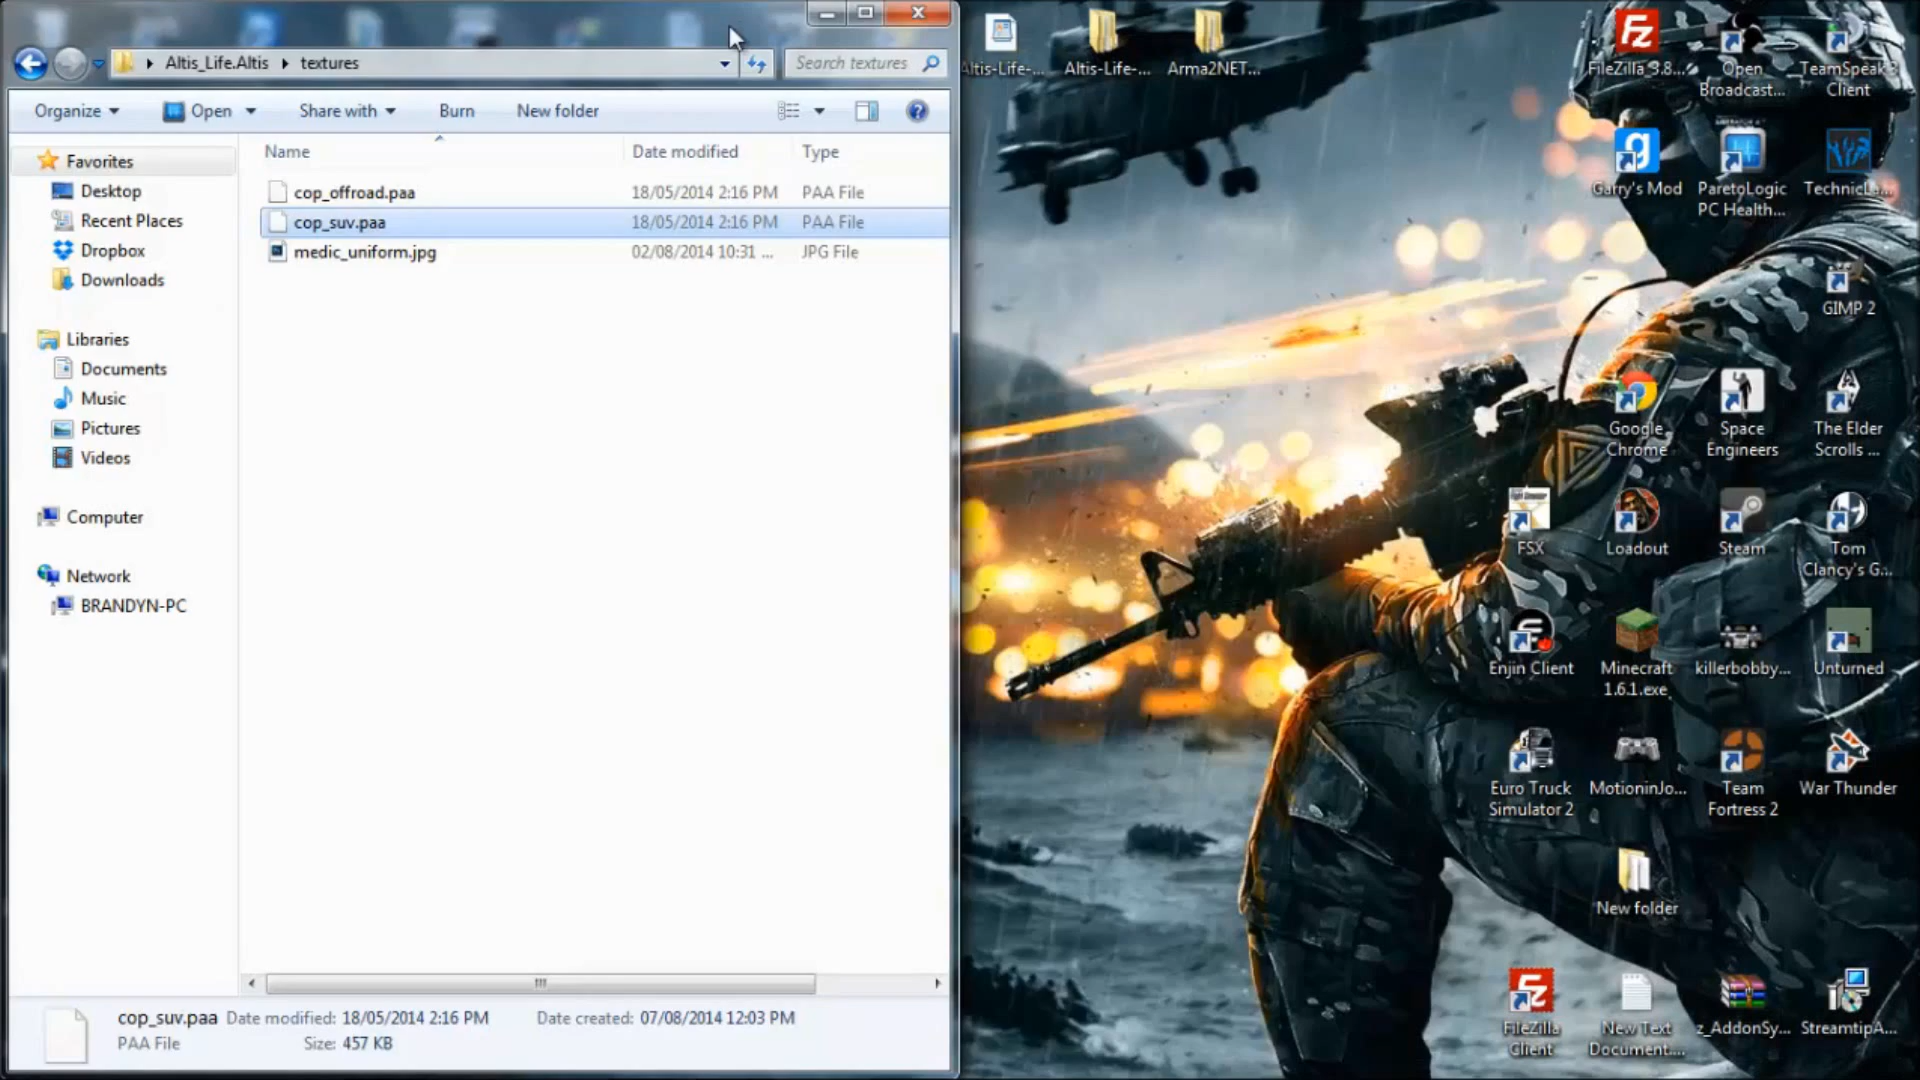 Altis_Life.Altis textures
Search textures
Organize Open Share with Burn New folder
Name Date modified Type
cop_offroad.paa 18/05/2014 2:16 PM PAA File
cop_suv.paa 18/05/2014 2:16 PM PAA File
medic_uniform.jpg 02/08/2014 10:31 ... JPG File
Favorites
Desktop
Recent Places
Dropbox
Downloads
Libraries
Documents
Music
Pictures
Videos
Computer
Network
BRANDYN-PC
cop_suv.paa Date modified: 18/05/2014 2:16 PM Date created: 07/08/2014 12:03 PM
PAA File Size: 457 KB
Altis-Life-... Altis-Life-... Arma2NET...
FileZilla_3.8... Open Broadcast... TeamSpeak 3 Client
Garry's Mod ParetoLogic PC Health... TechnicLa...
GIMP 2
Google Chrome Space Engineers The Elder Scrolls ...
FSX Loadout Steam Tom Clancy's G...
Enjin Client Minecraft 1.6.1.exe killerbobby... Unturned
Euro Truck Simulator 2 MotioninJo... Team Fortress 2 War Thunder
New folder
FileZilla Client New Text Document.... z_AddonSy... StreamtipA...